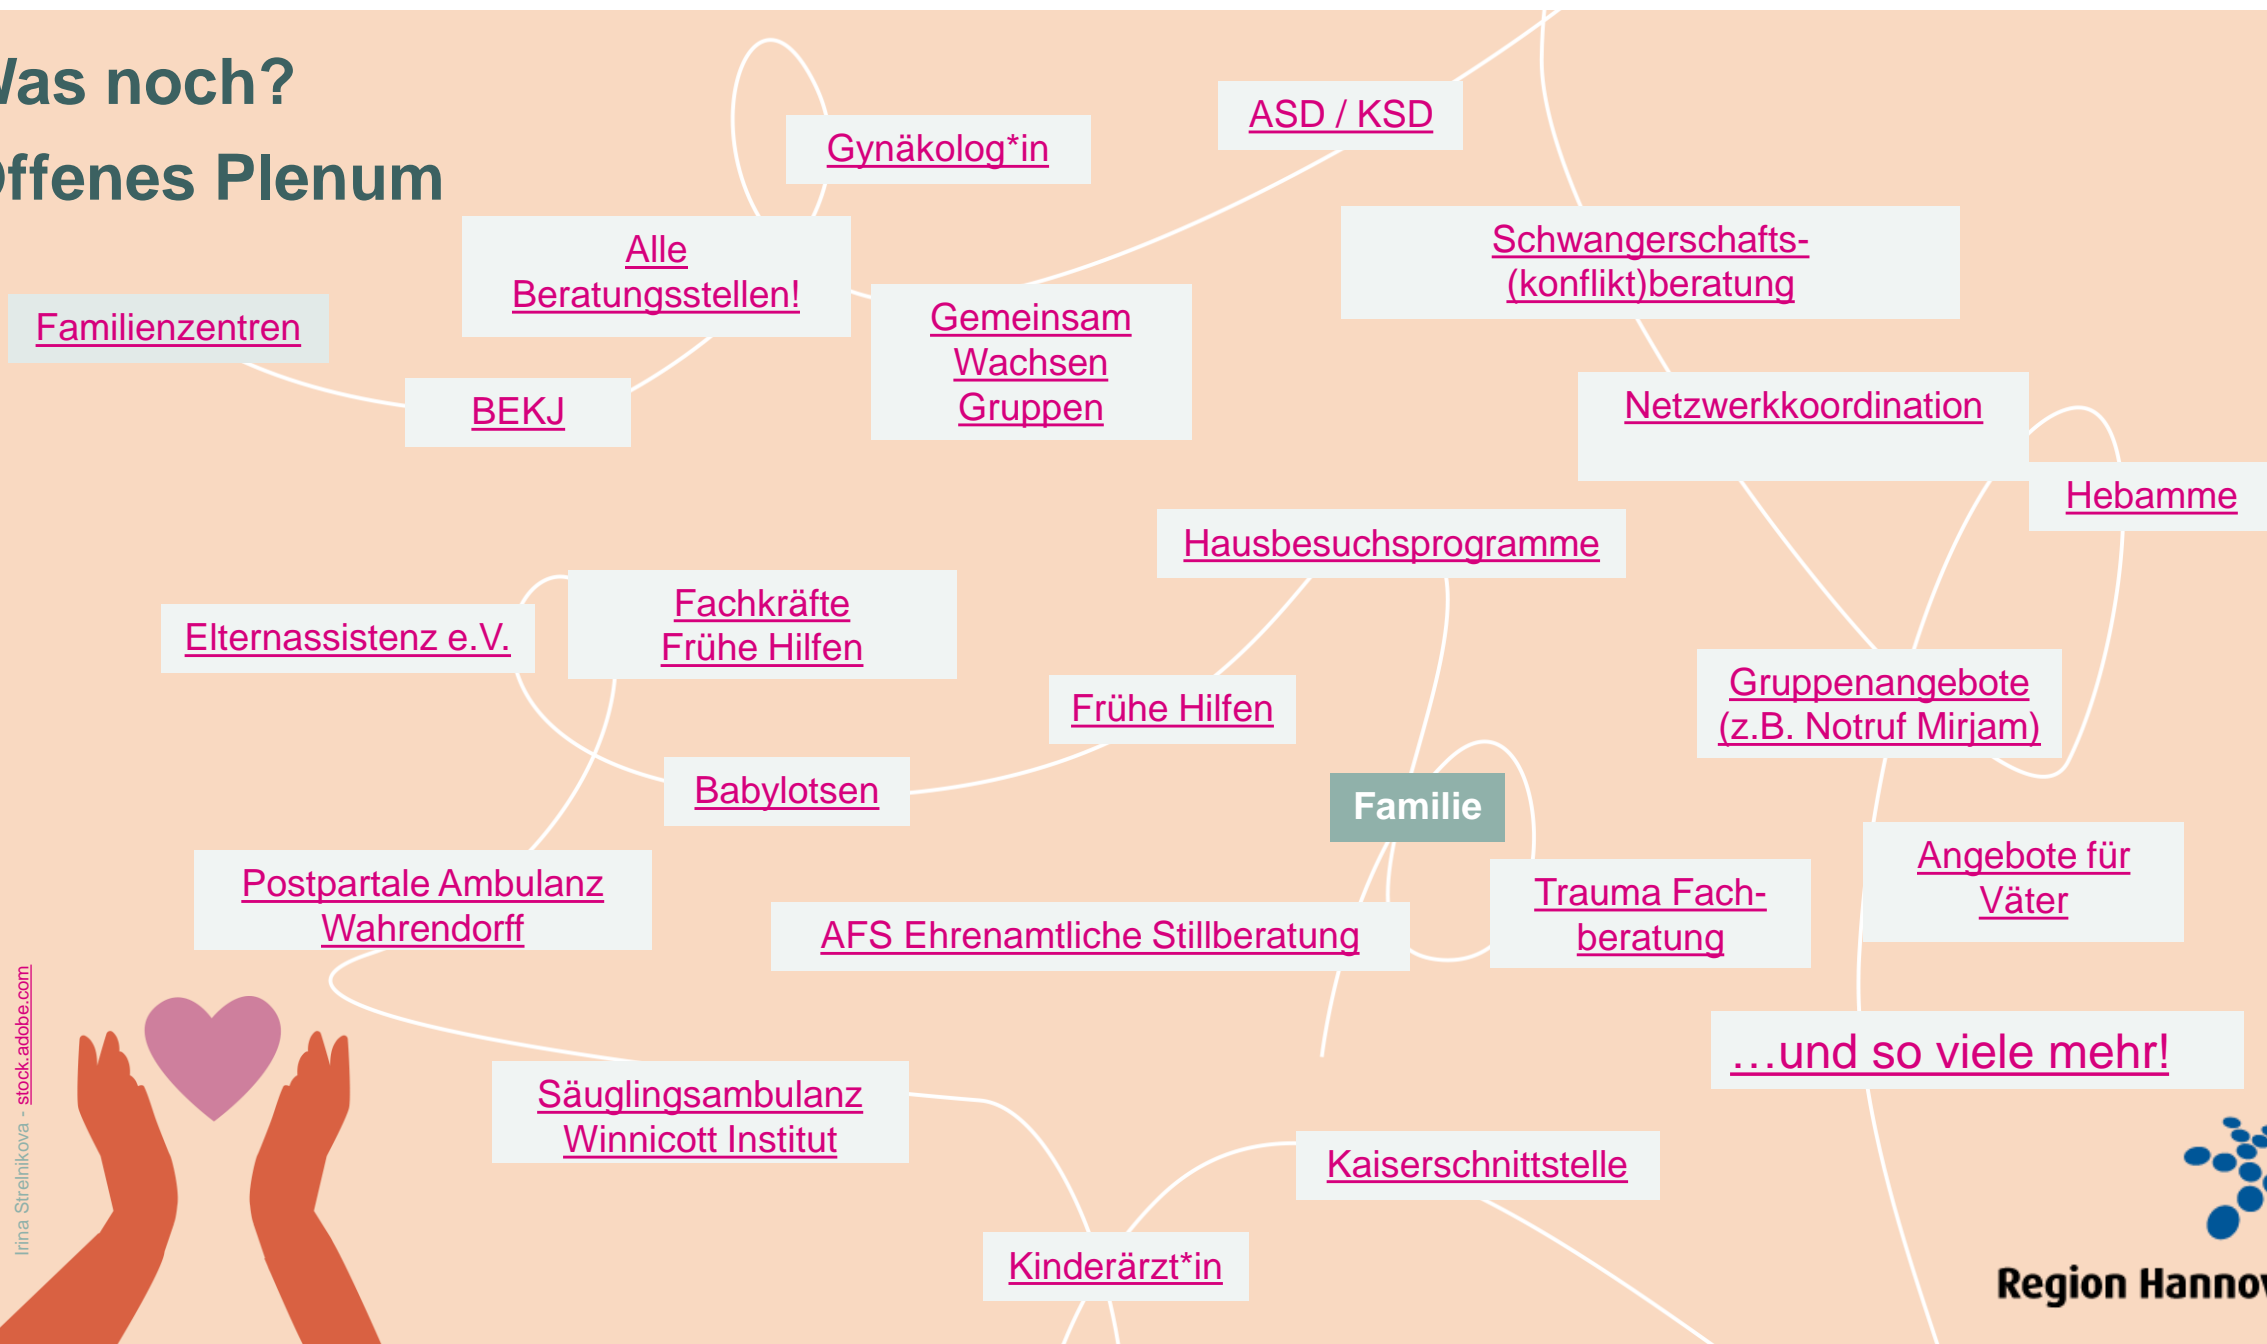 Was noch?
Offenes Plenum
ASD / KSD
Gynäkolog*in
Alle
Beratungsstellen!
Schwangerschafts-
(konflikt)beratung
Familienzentren
Gemeinsam
Wachsen
Gruppen
BEKJ
Netzwerkkoordination
Hebamme
Hausbesuchsprogramme
Elternassistenz e.V.
Fachkräfte
Frühe Hilfen
Frühe Hilfen
Gruppenangebote
(z.B. Notruf Mirjam)
Babylotsen
Familie
Postpartale Ambulanz
Wahrendorff
AFS Ehrenamtliche Stillberatung
Trauma Fach-
beratung
Angebote für
Väter
…und so viele mehr!
Säuglingsambulanz
Winnicott Institut
Kaiserschnittstelle
Kinderärzt*in
Irina Strelnikova - stock.adobe.com
Region Hannov